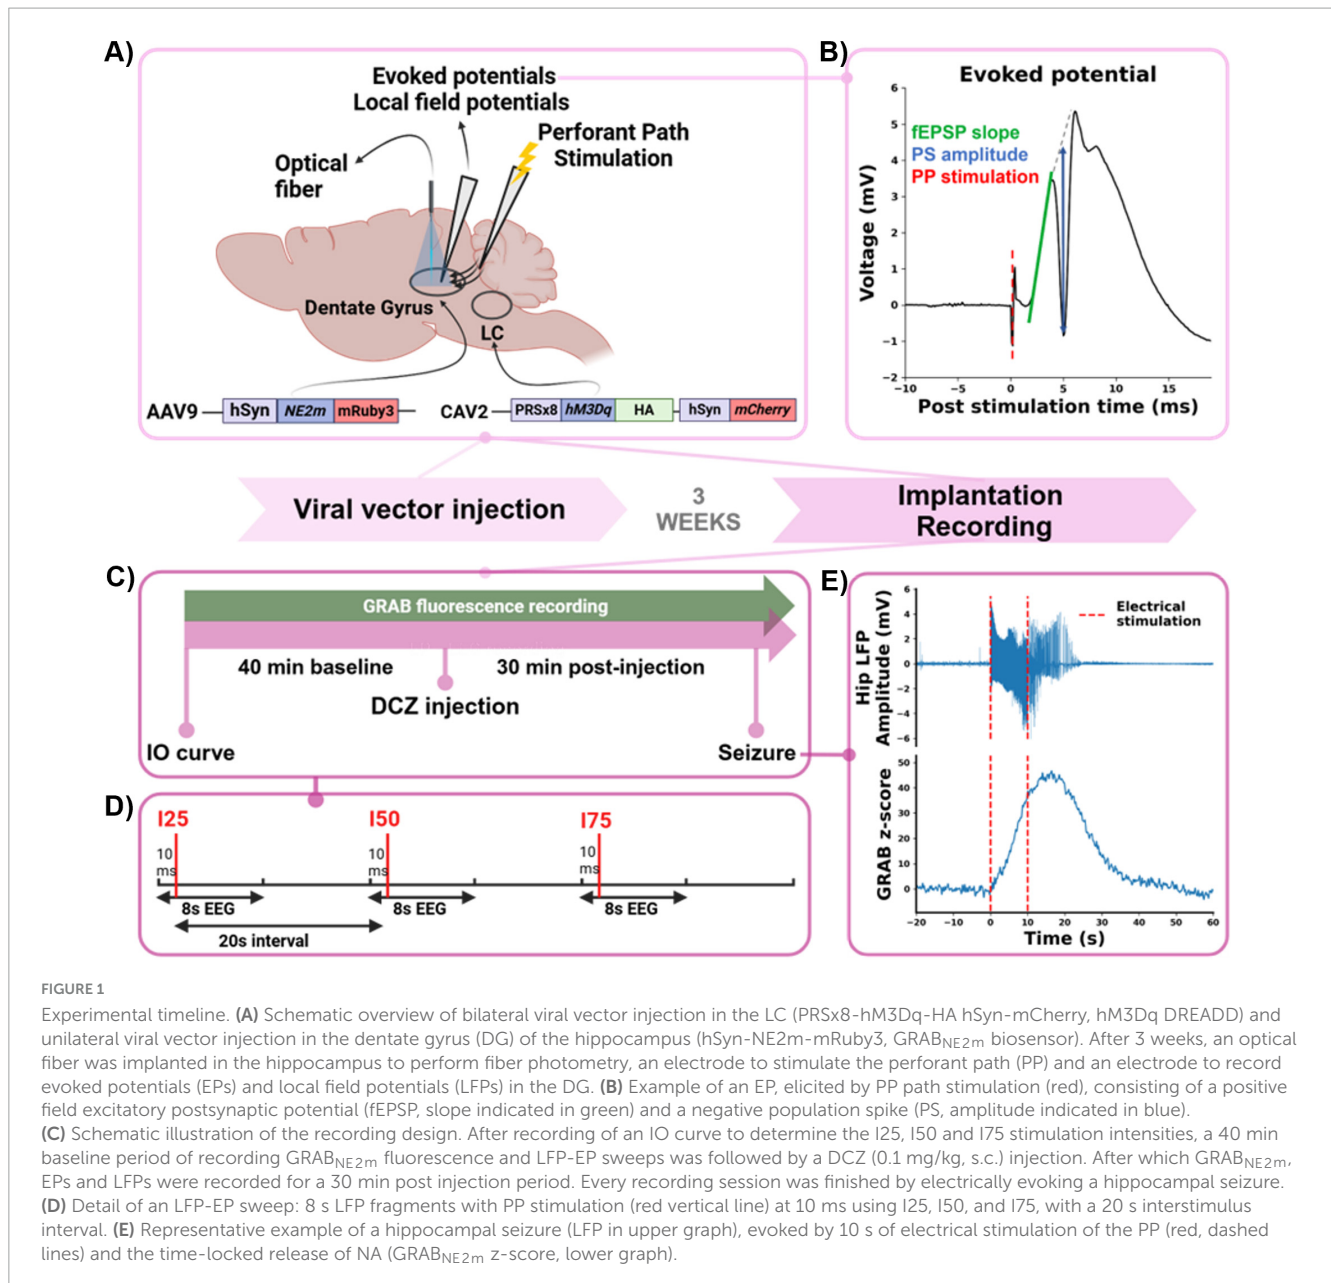 A)
Evoked potentials
Local field potentials
Perforant Path
Stimulation
Optical
fiber
Dentate Gyrus
LC
AAV9
hSyn
NE2m
mRuby3
CAV2
PRSx8
hM3Dq
HA
hSyn
mCherry
B)
Evoked potential
fEPSP slope
PS amplitude
PP stimulation
Voltage (mV)
6
5
4
3
2
1
0
−1
−2
−10
−5
0
5
10
15
Post stimulation time (ms)
Viral vector injection
3
WEEKS
Implantation
Recording
C)
GRAB fluorescence recording
40 min baseline
30 min post-injection
DCZ injection
IO curve
Seizure
D)
I25
I50
I75
10
ms
10
ms
10
ms
8s EEG
8s EEG
8s EEG
20s interval
E)
Electrical
stimulation
Hip LFP
Amplitude (mV)
6
4
2
0
−2
−4
−6
GRAB z-score
50
40
30
20
10
0
−20
−10
0
10
20
30
40
50
60
Time (s)
FIGURE 1
Experimental timeline. (A) Schematic overview of bilateral viral vector injection in the LC (PRSx8-hM3Dq-HA hSyn-mCherry, hM3Dq DREADD) and
unilateral viral vector injection in the dentate gyrus (DG) of the hippocampus (hSyn-NE2m-mRuby3, GRABNE2m biosensor). After 3 weeks, an optical
fiber was implanted in the hippocampus to perform fiber photometry, an electrode to stimulate the perforant path (PP) and an electrode to record
evoked potentials (EPs) and local field potentials (LFPs) in the DG. (B) Example of an EP, elicited by PP path stimulation (red), consisting of a positive
field excitatory postsynaptic potential (fEPSP, slope indicated in green) and a negative population spike (PS, amplitude indicated in blue).
(C) Schematic illustration of the recording design. After recording of an IO curve to determine the I25, I50 and I75 stimulation intensities, a 40 min
baseline period of recording GRABNE2m fluorescence and LFP-EP sweeps was followed by a DCZ (0.1 mg/kg, s.c.) injection. After which GRABNE2m,
EPs and LFPs were recorded for a 30 min post injection period. Every recording session was finished by electrically evoking a hippocampal seizure.
(D) Detail of an LFP-EP sweep: 8 s LFP fragments with PP stimulation (red vertical line) at 10 ms using I25, I50, and I75, with a 20 s interstimulus
interval. (E) Representative example of a hippocampal seizure (LFP in upper graph), evoked by 10 s of electrical stimulation of the PP (red, dashed
lines) and the time-locked release of NA (GRABNE2m z-score, lower graph).